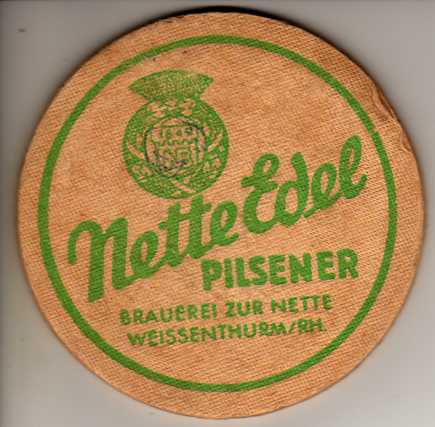 Nette Edel
PILSENER
BRAUEREI ZUR NETTE
WEISSENTHURM/RH.